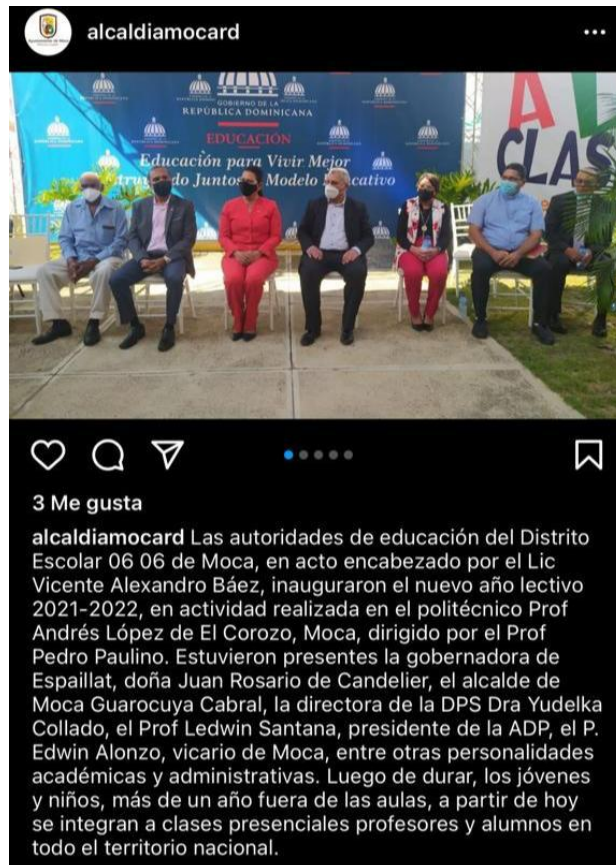 alcaldiamocard
GOBIERNO DE LA
REPÚBLICA DOMINICANA
EDUCACIÓN
Educación para Vivir Mejor
Juntos
Modelo
A
CLAS
3 Me gusta
alcaldiamocard Las autoridades de educación del Distrito
Escolar 06 06 de Moca, en acto encabezado por el Lic
Vicente Alexandro Báez, inauguraron el nuevo año lectivo
2021-2022, en actividad realizada en el politécnico Prof
Andrés López de El Corozo, Moca, dirigido por el Prof
Pedro Paulino. Estuvieron presentes la gobernadora de
Espaillat, doña Juan Rosario de Candelier, el alcalde de
Moca Guarocuya Cabral, la directora de la DPS Dra Yudelka
Collado, el Prof Ledwin Santana, presidente de la ADP, el P.
Edwin Alonzo, vicario de Moca, entre otras personalidades
académicas y administrativas. Luego de durar, los jóvenes
y niños, más de un año fuera de las aulas, a partir de hoy
se integran a clases presenciales profesores y alumnos en
todo el territorio nacional.